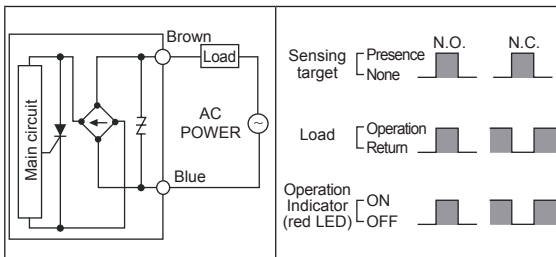 Brown
Load
Main circuit
AC
POWER
~
Blue
N.O.
N.C.
Sensing
target
Presence
None
Load
Operation
Return
Operation
Indicator
(red LED)
ON
OFF